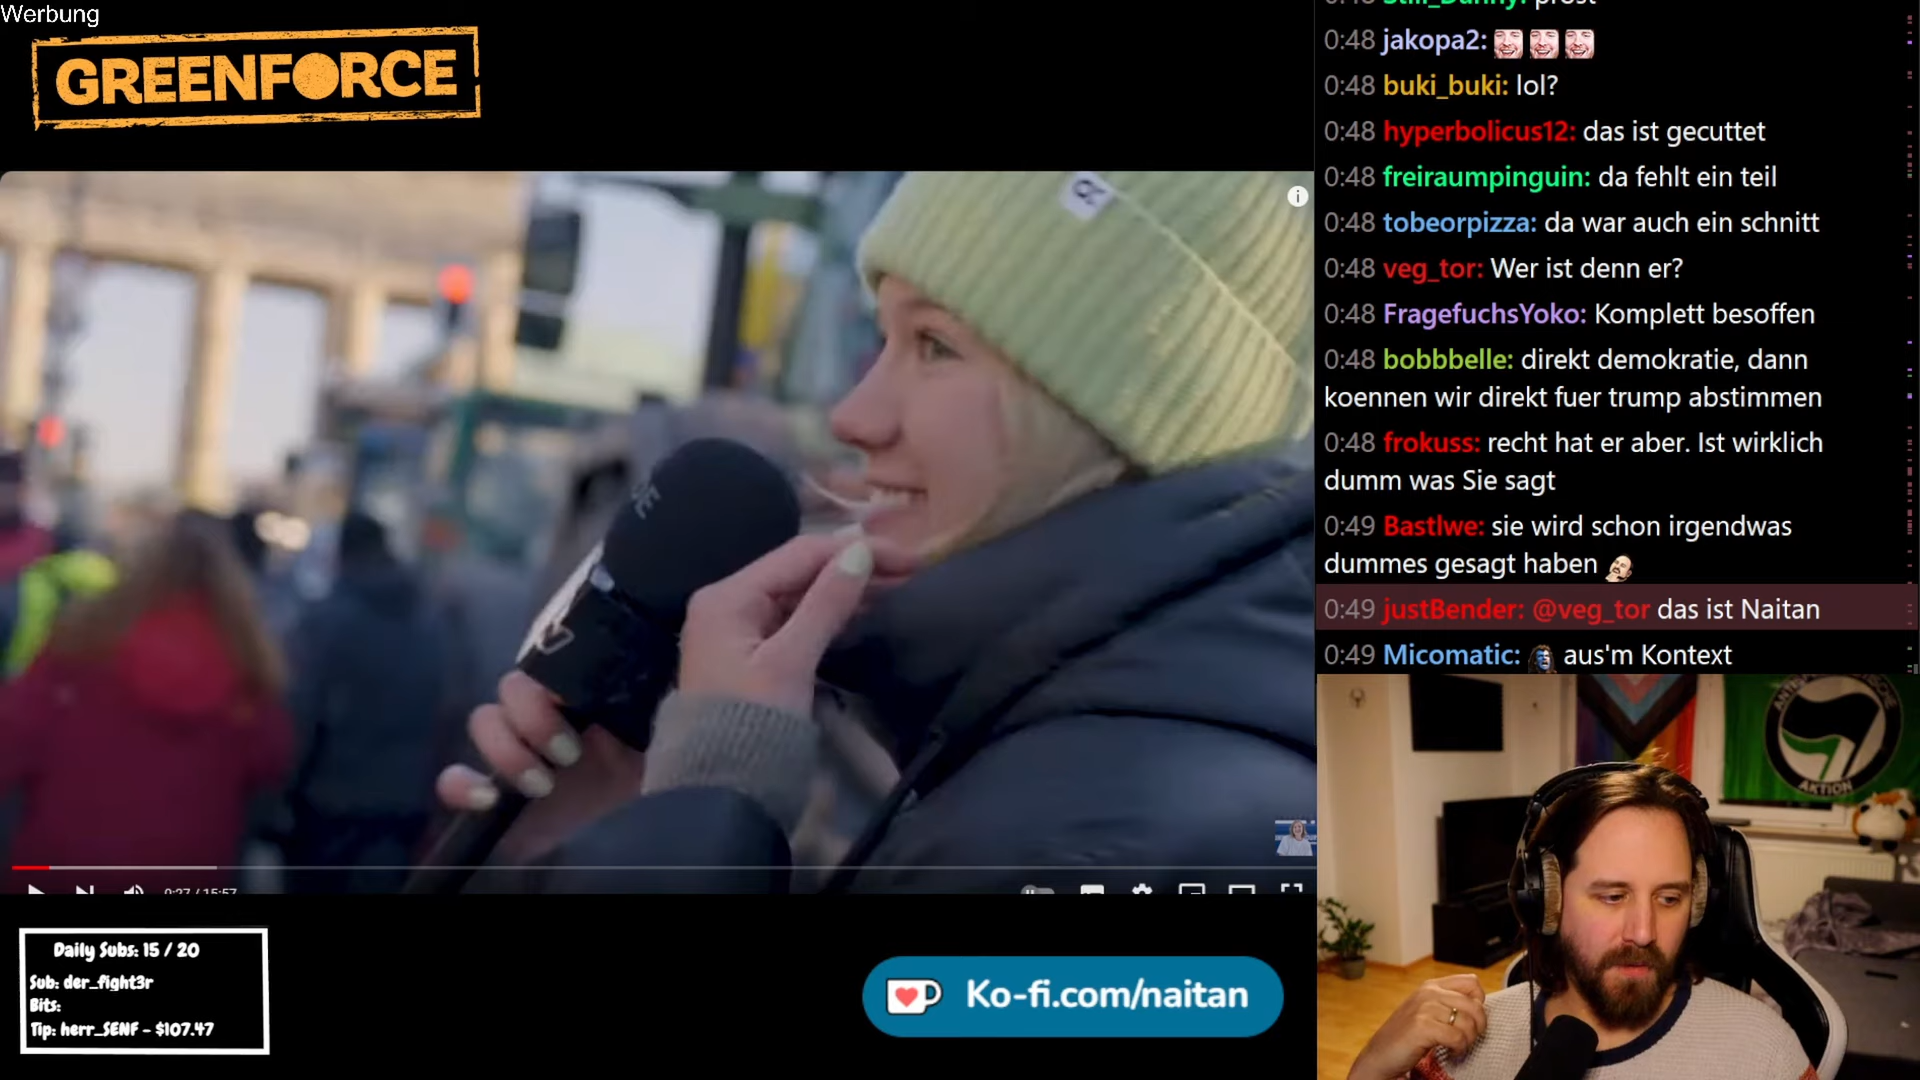 Werbung
GREENFORCE
0:48 jakopa2:
0:48 buki_buki: lol?
0:48 hyperbolicus12: das ist gecuttet
0:48 freiraumpinguin: da fehlt ein teil
0:48 tobeorpizza: da war auch ein schnitt
0:48 veg_tor: Wer ist denn er?
0:48 FragefuchsYoko: Komplett besoffen
0:48 bobbbelle: direkt demokratie, dann
koennen wir direkt fuer trump abstimmen
0:48 frokuss: recht hat er aber. Ist wirklich
dumm was Sie sagt
0:49 Bastlwe: sie wird schon irgendwas
dummes gesagt haben
0:49 justBender: @veg_tor das ist Naitan
0:49 Micomatic: aus'm Kontext
0:27 / 15:57
AKTION
Daily Subs: 15 / 20
Sub: der_fight3r
Bits:
Tip: herr_SENF - $107.47
Ko-fi.com/naitan